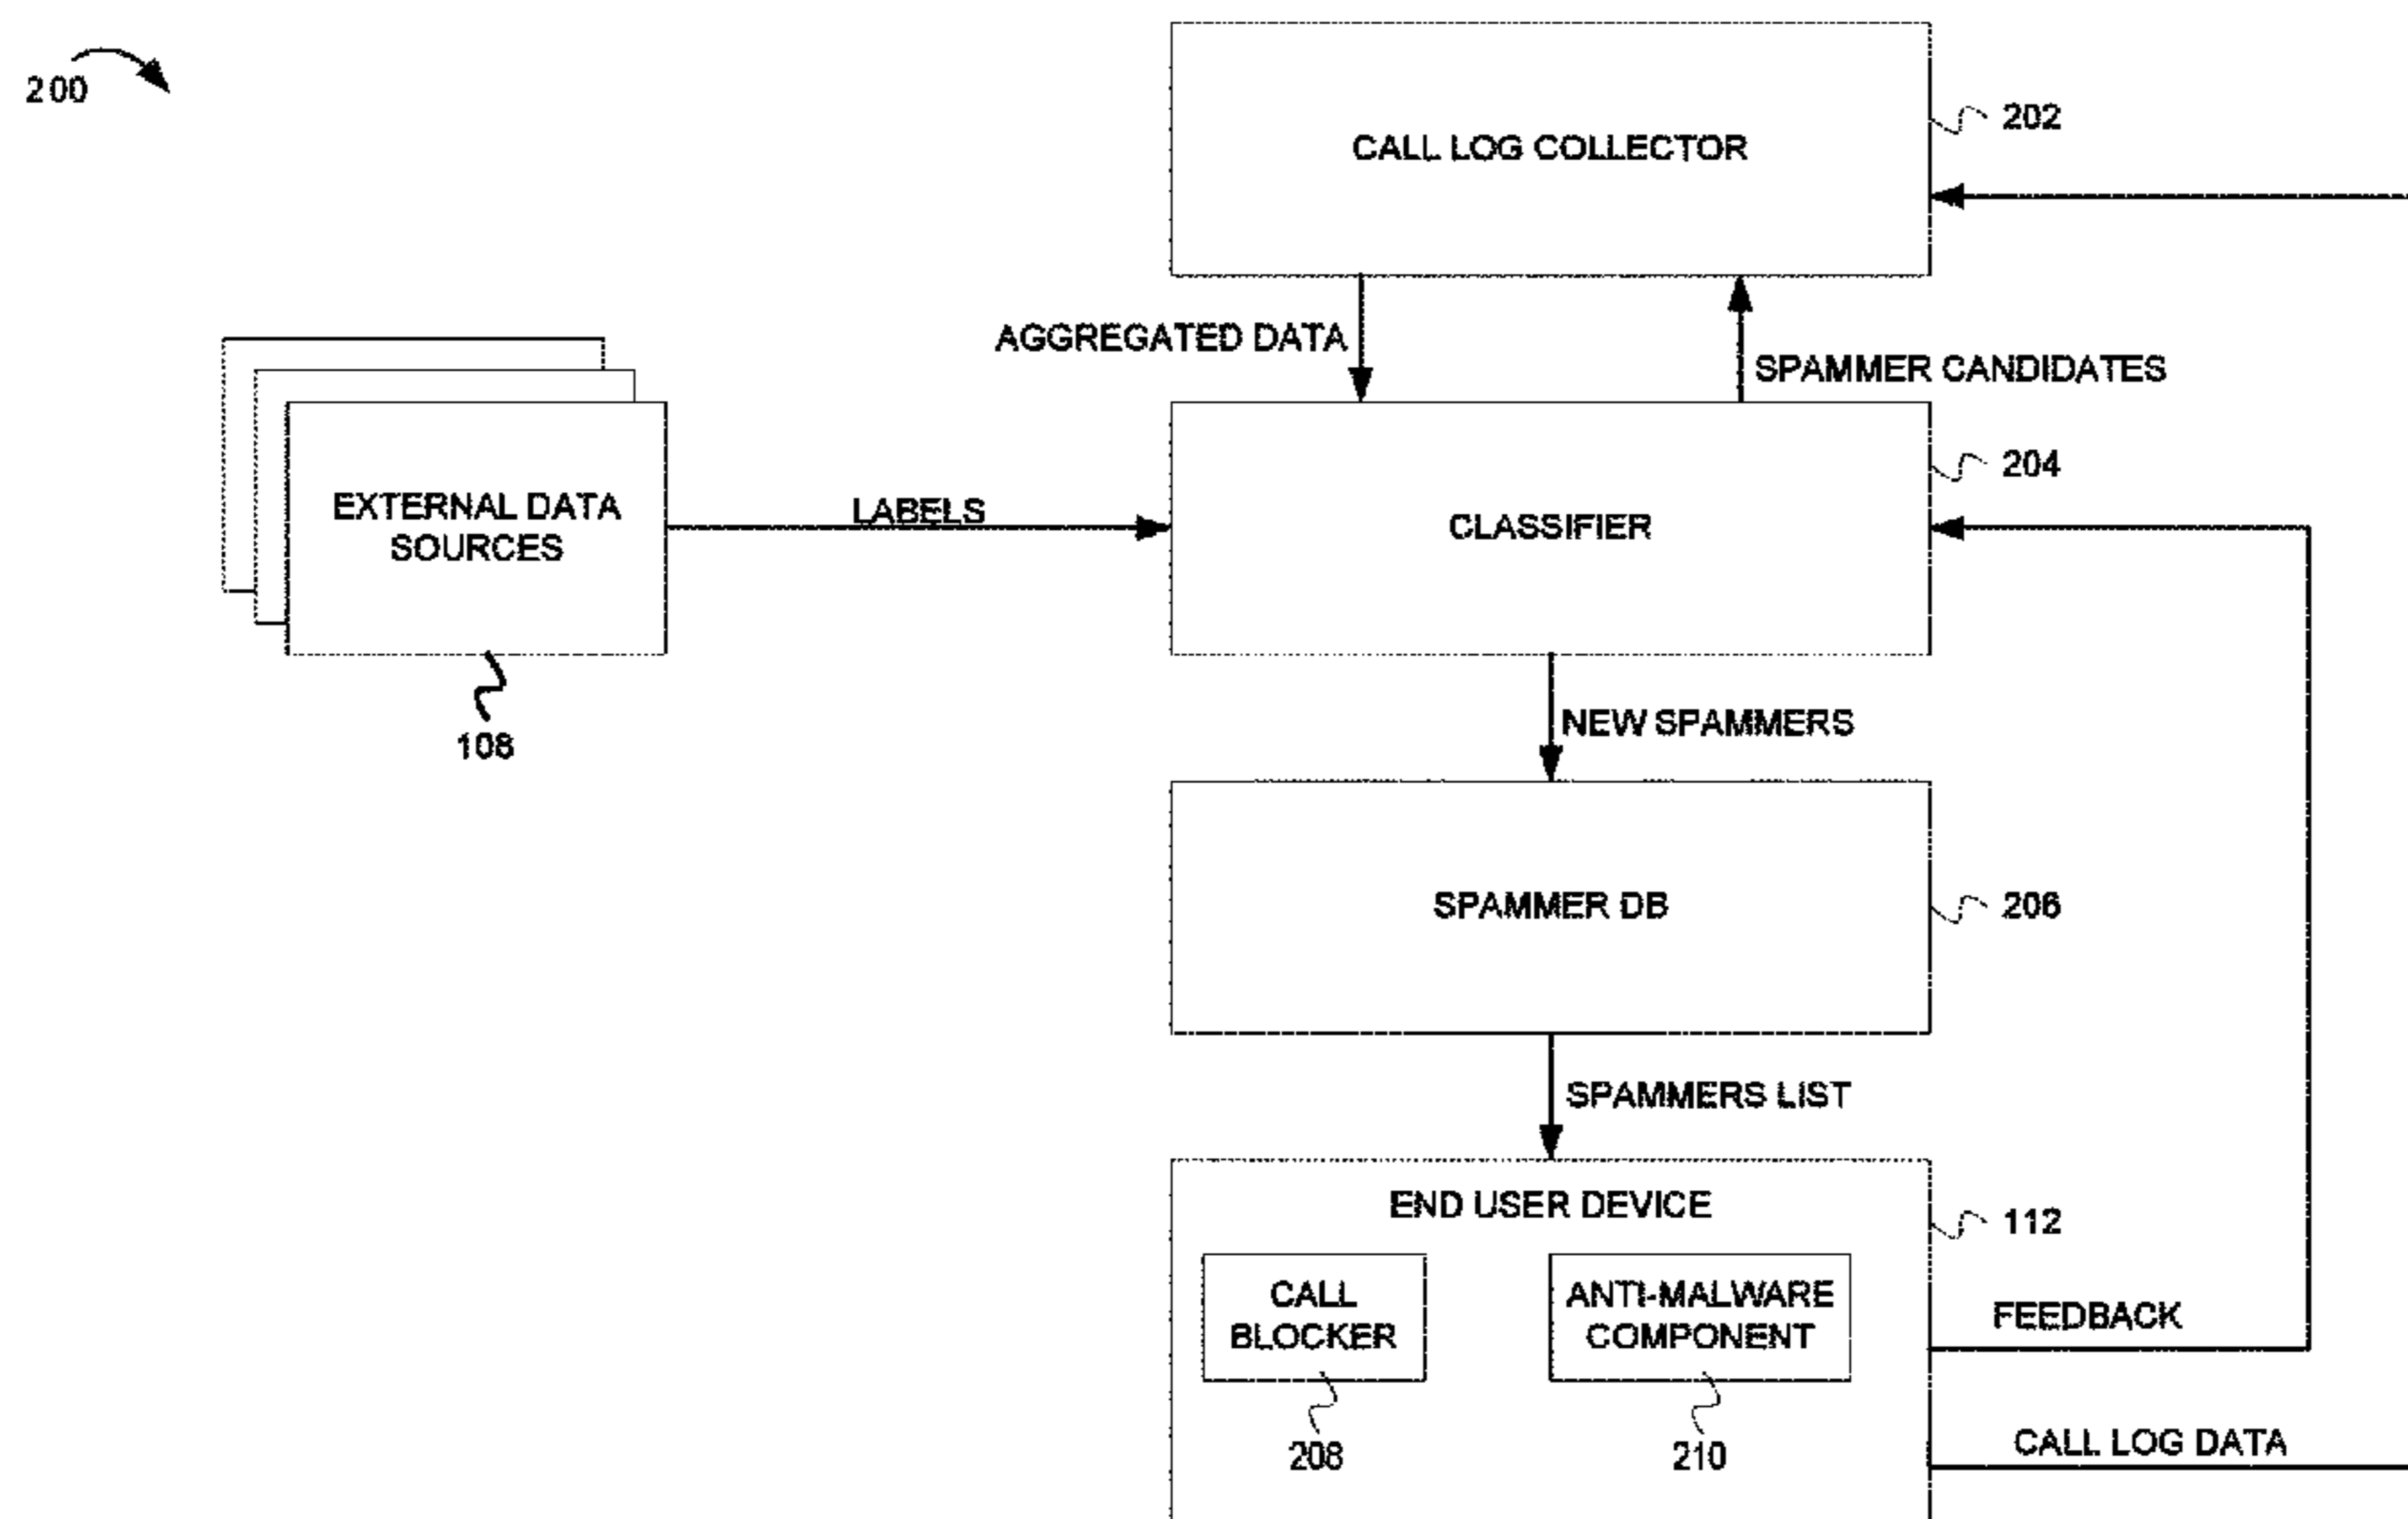 200
CALL LOG COLLECTOR
202
AGGREGATED DATA
SPAMMER CANDIDATES
EXTERNAL DATA
SOURCES
108
LABELS
CLASSIFIER
204
NEW SPAMMERS
SPAMMER DB
206
SPAMMERS LIST
END USER DEVICE
112
CALL
BLOCKER
208
ANTI-MALWARE
COMPONENT
210
FEEDBACK
CALL LOG DATA